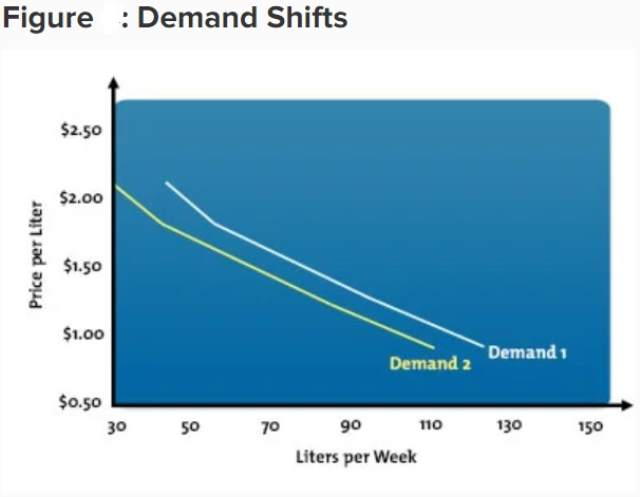 Figure : Demand Shifts
$2.50
$2.00
$1.50
$1.00
$0.50
Price per Liter
Demand 1
Demand 2
30 50 70 90 110 130 150
Liters per Week